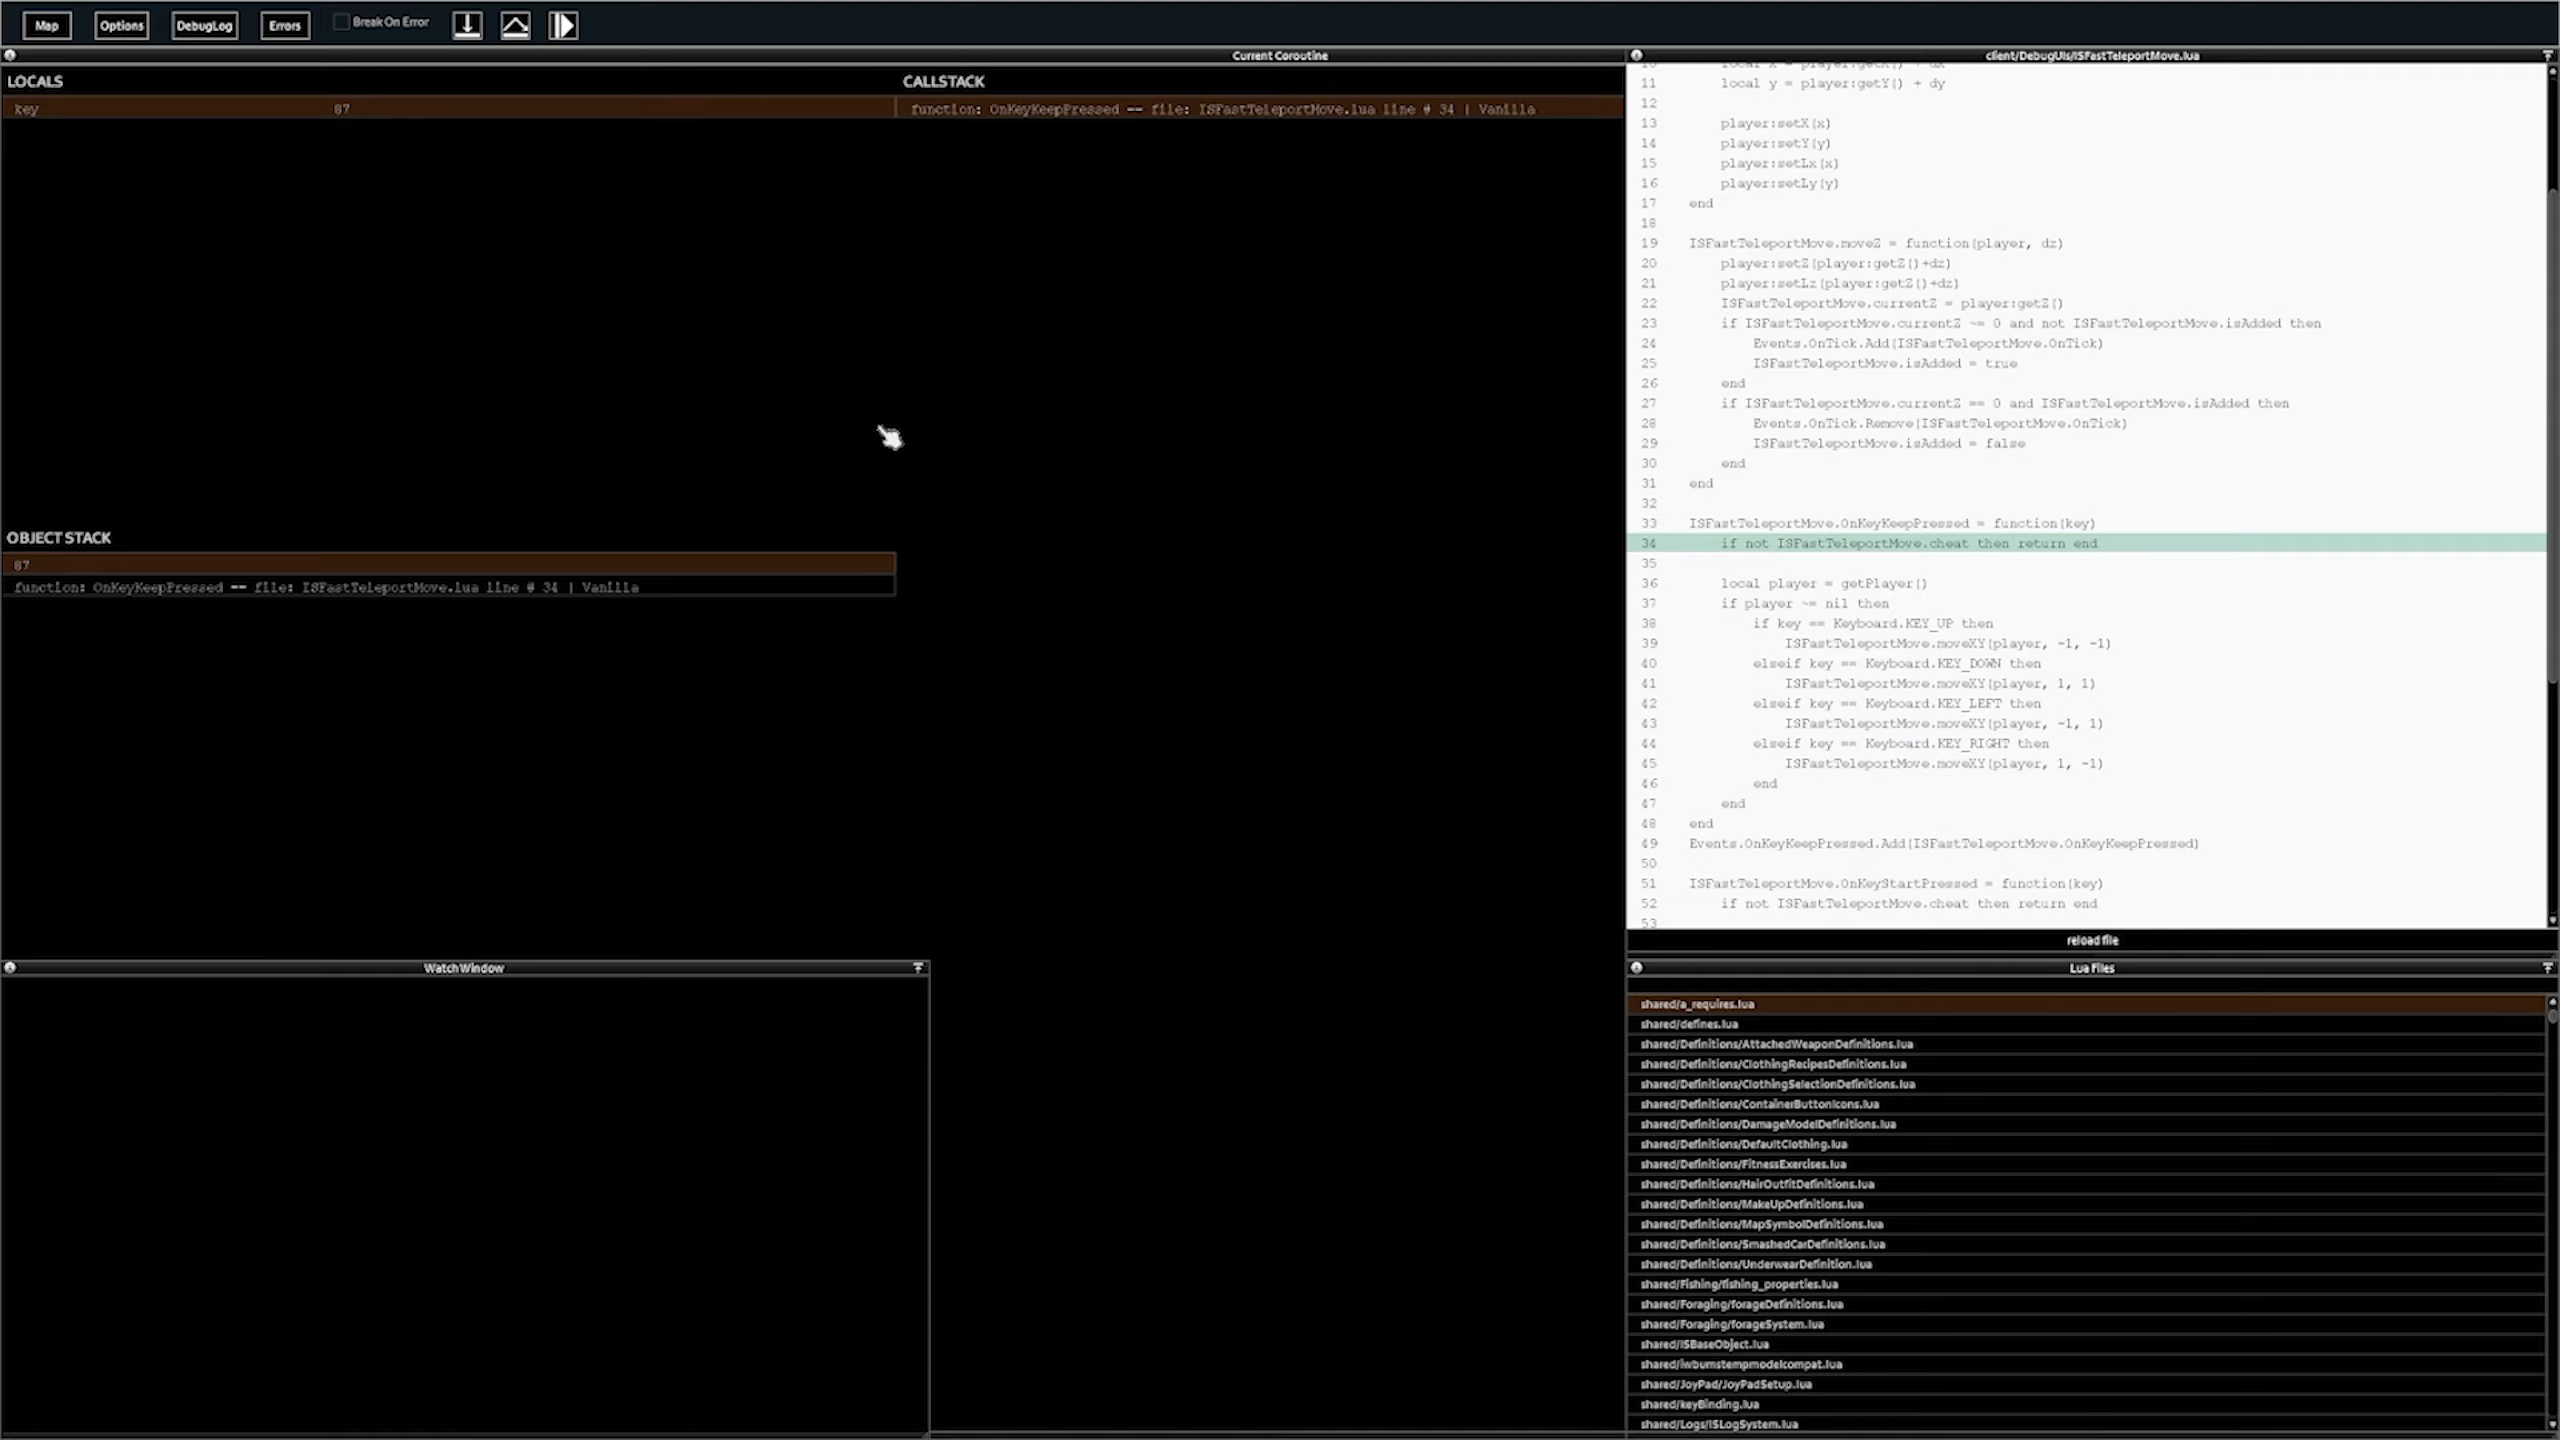 Map Options DebugLog Errors Break On Error
Current Coroutine
LOCALS
key 87
CALLSTACK
function: OnKeyKeepPressed -- file: ISFastTeleportMove.lua line # 34 | Vanilla
OBJECT STACK
87
function: OnKeyKeepPressed -- file: ISFastTeleportMove.lua line # 34 | Vanilla
Watch Window
client/DebugUIs/ISFastTeleportMove.lua
10 local x = player:getX() + dx
11 local y = player:getY() + dy
12
13 player:setX(x)
14 player:setY(y)
15 player:setLx(x)
16 player:setLy(y)
17 end
18
19 ISFastTeleportMove.moveZ = function(player, dz)
20 player:setZ(player:getZ()+dz)
21 player:setLz(player:getZ()+dz)
22 ISFastTeleportMove.currentZ = player:getZ()
23 if ISFastTeleportMove.currentZ ~= 0 and not ISFastTeleportMove.isAdded then
24 Events.OnTick.Add(ISFastTeleportMove.OnTick)
25 ISFastTeleportMove.isAdded = true
26 end
27 if ISFastTeleportMove.currentZ == 0 and ISFastTeleportMove.isAdded then
28 Events.OnTick.Remove(ISFastTeleportMove.OnTick)
29 ISFastTeleportMove.isAdded = false
30 end
31 end
32
33 ISFastTeleportMove.OnKeyKeepPressed = function(key)
34 if not ISFastTeleportMove.cheat then return end
35
36 local player = getPlayer()
37 if player ~= nil then
38 if key == Keyboard.KEY_UP then
39 ISFastTeleportMove.moveXY(player, -1, -1)
40 elseif key == Keyboard.KEY_DOWN then
41 ISFastTeleportMove.moveXY(player, 1, 1)
42 elseif key == Keyboard.KEY_LEFT then
43 ISFastTeleportMove.moveXY(player, -1, 1)
44 elseif key == Keyboard.KEY_RIGHT then
45 ISFastTeleportMove.moveXY(player, 1, -1)
46 end
47 end
48 end
49 Events.OnKeyKeepPressed.Add(ISFastTeleportMove.OnKeyKeepPressed)
50
51 ISFastTeleportMove.OnKeyStartPressed = function(key)
52 if not ISFastTeleportMove.cheat then return end
53
reload file
Lua Files
shared/a_requires.lua
shared/defines.lua
shared/Definitions/AttachedWeaponDefinitions.lua
shared/Definitions/ClothingRecipesDefinitions.lua
shared/Definitions/ClothingSelectionDefinitions.lua
shared/Definitions/ContainerButtonIcons.lua
shared/Definitions/DamageModelDefinitions.lua
shared/Definitions/DefaultClothing.lua
shared/Definitions/FitnessExercises.lua
shared/Definitions/HairOutfitDefinitions.lua
shared/Definitions/MakeUpDefinitions.lua
shared/Definitions/MapSymbolDefinitions.lua
shared/Definitions/SmashedCarDefinitions.lua
shared/Definitions/UnderwearDefinition.lua
shared/Fishing/fishing_properties.lua
shared/Foraging/forageDefinitions.lua
shared/Foraging/forageSystem.lua
shared/ISBaseObject.lua
shared/iwbumstempmodelcompat.lua
shared/JoyPad/JoyPadSetup.lua
shared/keyBinding.lua
shared/Logs/ISLogSystem.lua